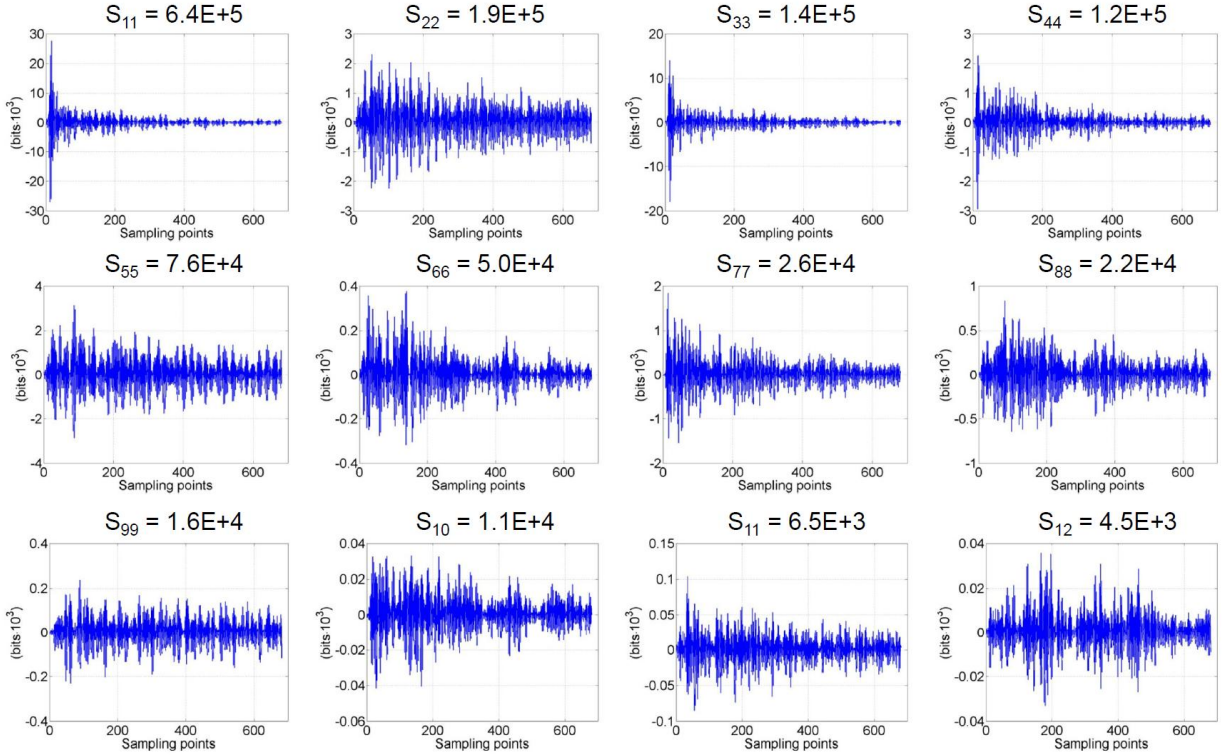 S₁₁ = 6.4E+5
S₂₂ = 1.9E+5
S₃₃ = 1.4E+5
S₄₄ = 1.2E+5
30
20
10
0
-10
-20
-30
(bits·10³)
0 200 400 600
Sampling points
3
2
1
0
-1
-2
3
(bits·10³)
0 200 400 600
Sampling points
20
10
0
-10
-20
(bits·10³)
0 200 400 600
Sampling points
3
2
1
0
-1
-2
-3
(bits·10³)
0 200 400 600
Sampling points
S₅₅ = 7.6E+4
S₆₆ = 5.0E+4
S₇₇ = 2.6E+4
S₈₈ = 2.2E+4
4
2
0
-2
-4
(bits·10³)
0 200 400 600
Sampling points
0.4
0.2
0
-0.2
-0.4
(bits·10³)
0 200 400 600
Sampling points
2
1
0
-1
-2
(bits·10³)
0 200 400 600
Sampling points
1
0.5
0
-0.5
-1
(bits·10³)
0 200 400 600
Sampling points
S₉₉ = 1.6E+4
S₁₀ = 1.1E+4
S₁₁ = 6.5E+3
S₁₂ = 4.5E+3
0.4
0.2
0
-0.2
-0.4
(bits·10³)
0 200 400 600
Sampling points
0.04
0.02
0
-0.02
-0.04
-0.06
(bits·10³)
0 200 400 600
Sampling points
0.15
0.1
0.05
0
-0.05
-0.1
(bits·10³)
0 200 400 600
Sampling points
0.04
0.02
0
-0.02
-0.04
(bits·10³)
0 200 400 600
Sampling points